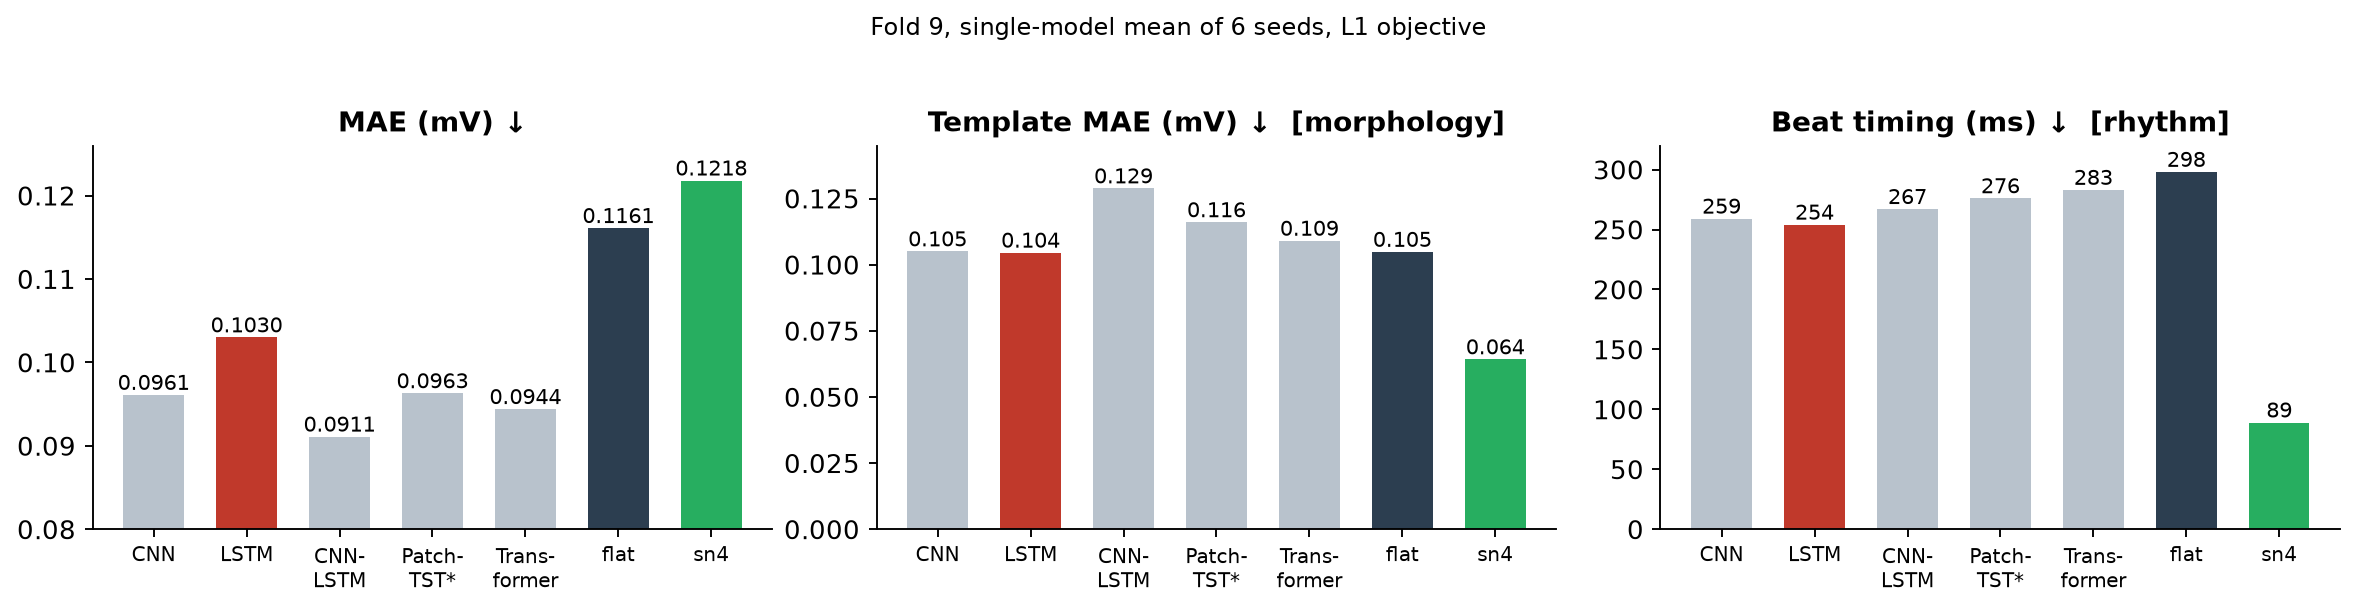 Fold 9, single-model mean of 6 seeds, L1 objective
MAE (mV) ↓
0.12
0.11
0.10
0.09
0.08
0.0961
0.1030
0.0911
0.0963
0.0944
0.1161
0.1218
CNN
LSTM
CNN-
LSTM
Patch-
TST*
Trans-
former
flat
sn4
Template MAE (mV) ↓ [morphology]
0.125
0.100
0.075
0.050
0.025
0.000
0.105
0.104
0.129
0.116
0.109
0.105
0.064
CNN
LSTM
CNN-
LSTM
Patch-
TST*
Trans-
former
flat
sn4
Beat timing (ms) ↓ [rhythm]
300
250
200
150
100
50
0
259
254
267
276
283
298
89
CNN
LSTM
CNN-
LSTM
Patch-
TST*
Trans-
former
flat
sn4